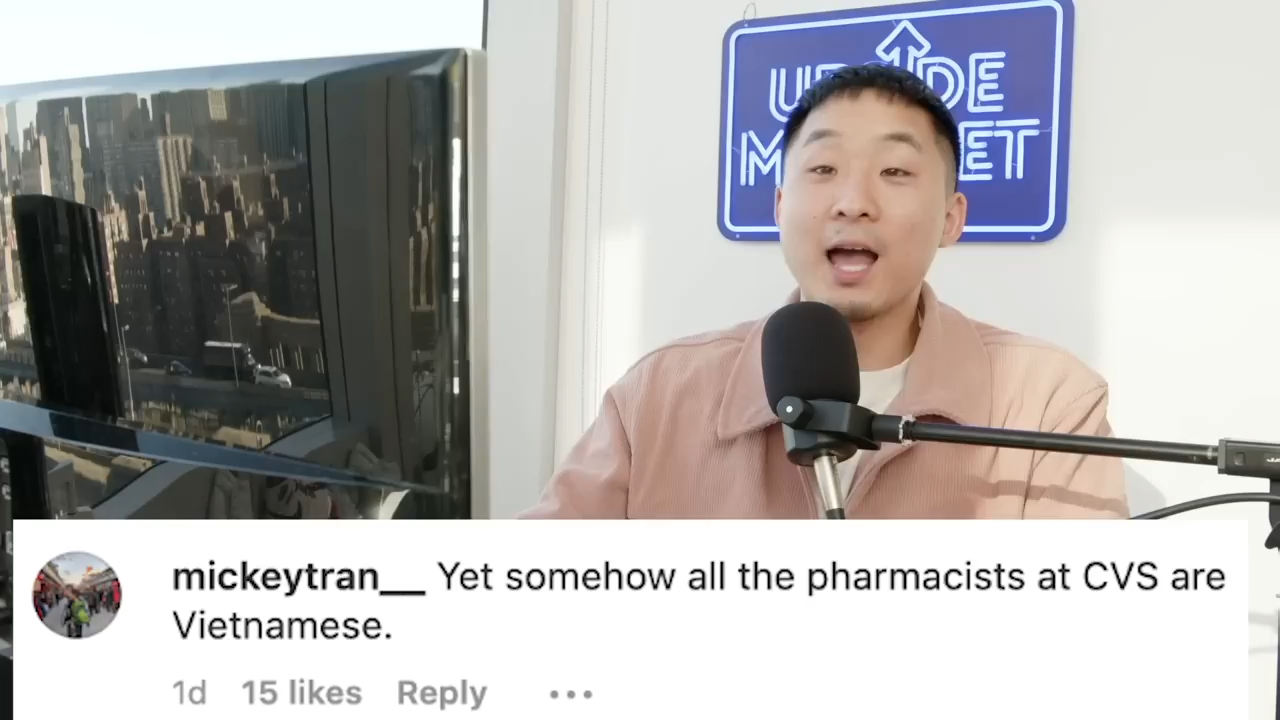 mickeytran__ Yet somehow all the pharmacists at CVS are
Vietnamese.
1d 15 likes Reply ...